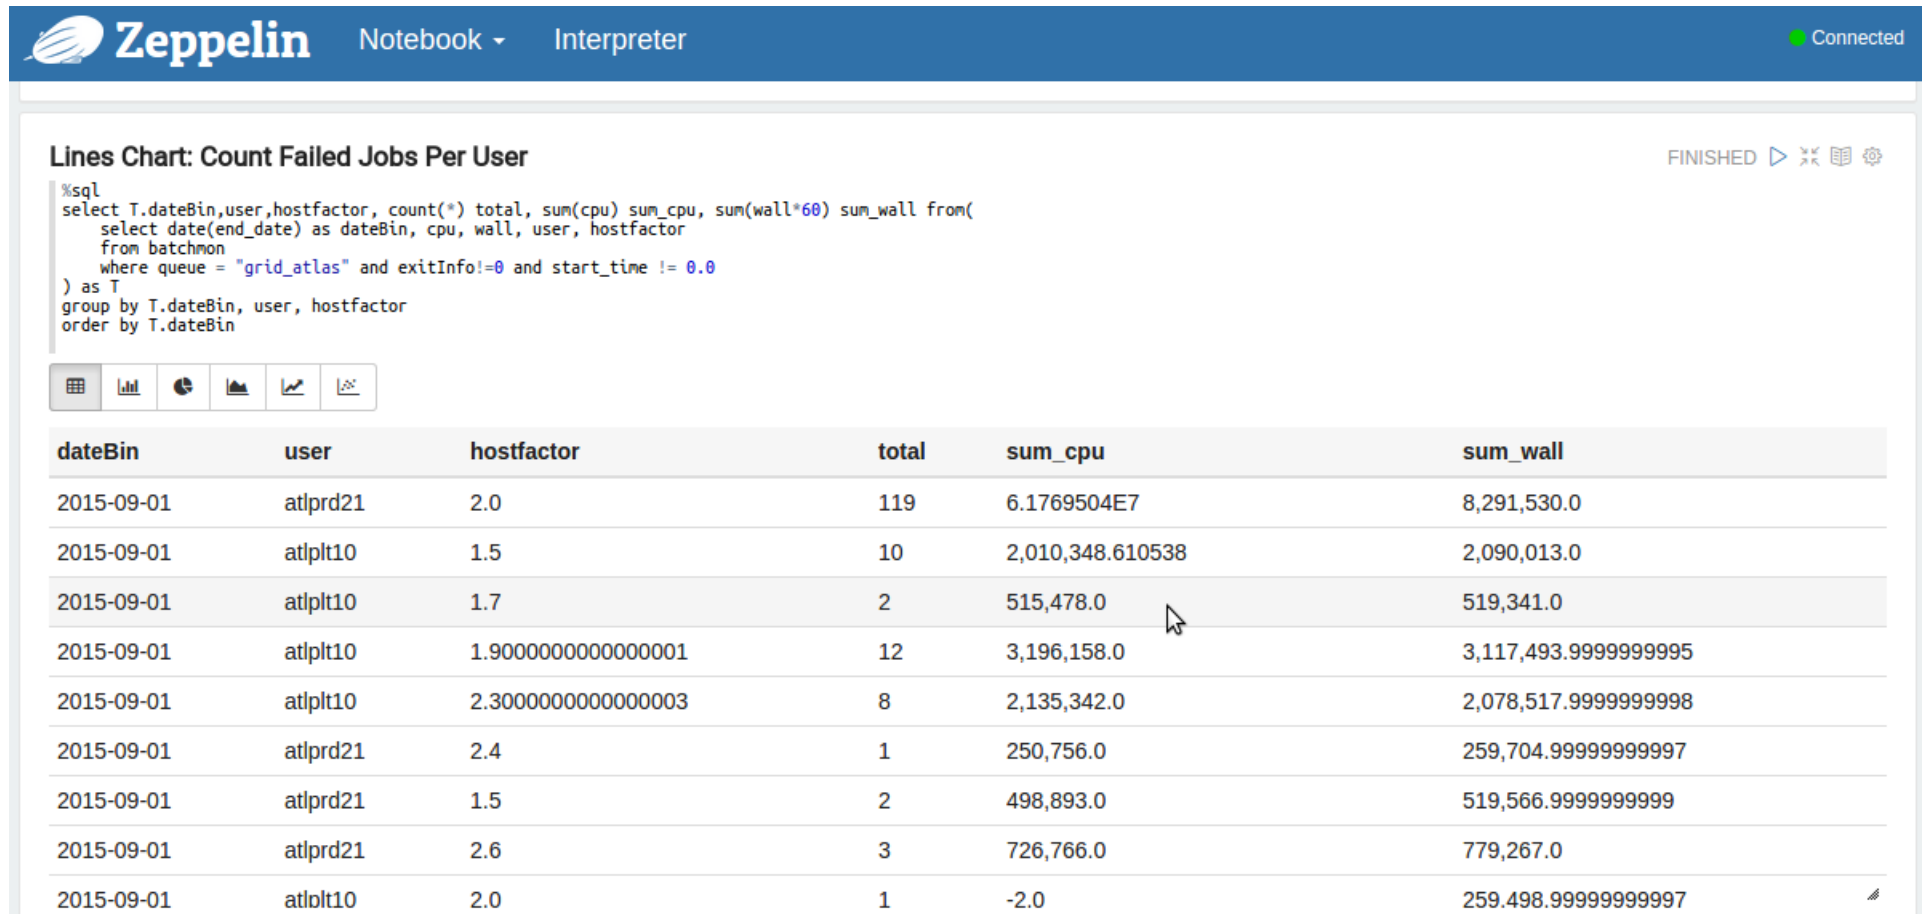 Zeppelin Notebook Interpreter Connected
Lines Chart: Count Failed Jobs Per User FINISHED
%sql
select T.dateBin,user,hostfactor, count(*) total, sum(cpu) sum_cpu, sum(wall*60) sum_wall from(
select date(end_date) as dateBin, cpu, wall, user, hostfactor
from batchmon
where queue = "grid_atlas" and exitInfo!=0 and start_time != 0.0
) as T
group by T.dateBin, user, hostfactor
order by T.dateBin
dateBin user hostfactor total sum_cpu sum_wall
2015-09-01 atlprd21 2.0 119 6.1769504E7 8,291,530.0
2015-09-01 atlplt10 1.5 10 2,010,348.610538 2,090,013.0
2015-09-01 atlplt10 1.7 2 515,478.0 519,341.0
2015-09-01 atlplt10 1.9000000000000001 12 3,196,158.0 3,117,493.9999999995
2015-09-01 atlplt10 2.3000000000000003 8 2,135,342.0 2,078,517.9999999998
2015-09-01 atlprd21 2.4 1 250,756.0 259,704.99999999997
2015-09-01 atlprd21 1.5 2 498,893.0 519,566.9999999999
2015-09-01 atlprd21 2.6 3 726,766.0 779,267.0
2015-09-01 atlplt10 2.0 1 -2.0 259,498.99999999997